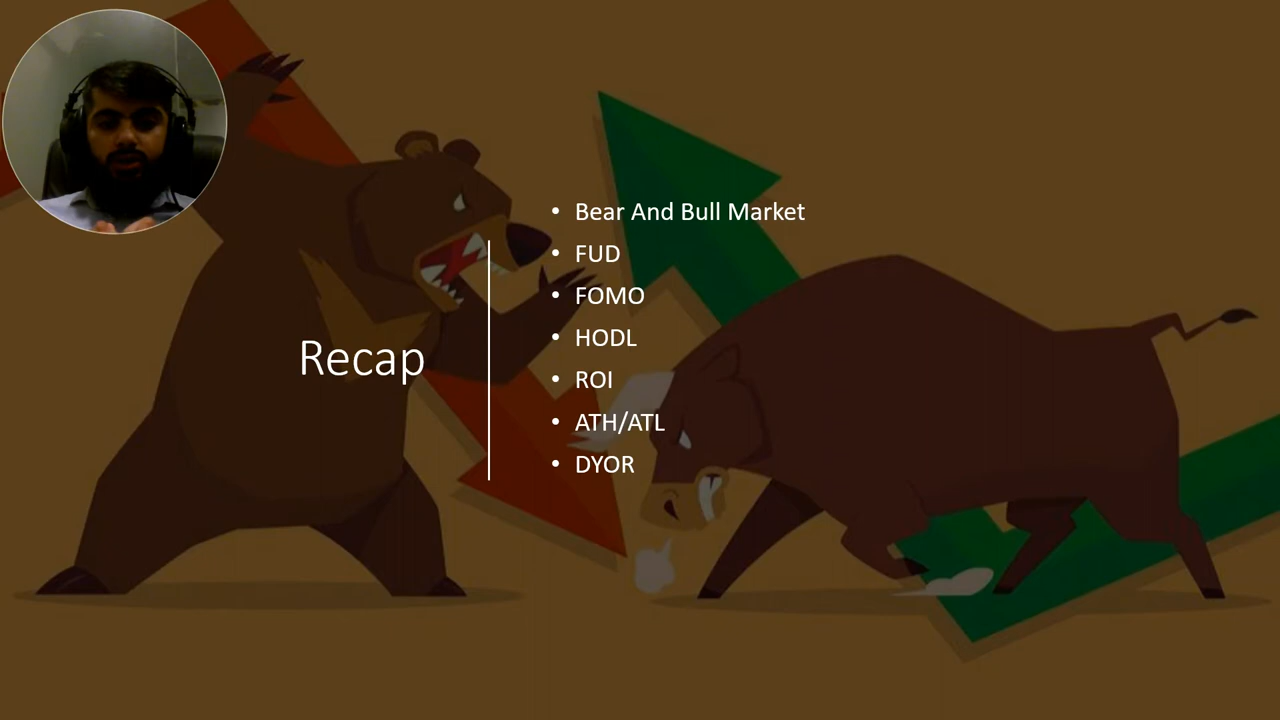 Recap
• Bear And Bull Market
• FUD
• FOMO
• HODL
• ROI
• ATH/ATL
• DYOR